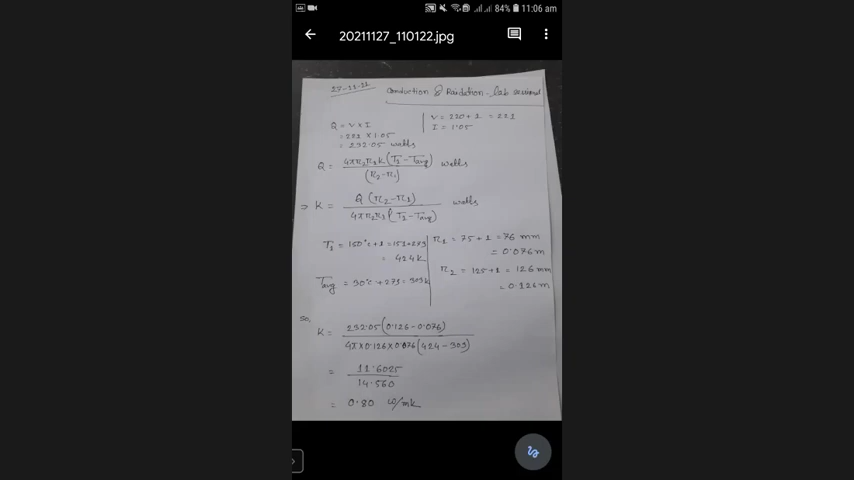 84% 11:06 am
20211127_110122.jpg
27-11-21
Conduction & Raidation lab sessional
Q = V × I
= 221 × 1.05
= 232.05 watts
V = 220 + 1 = 221
I = 1.05
Q = 4πr₂r₁k(T₁ - Tavg) / (r₂ - r₁) watts
⇒ K = Q (r₂ - r₁) / 4πr₂r₁ (T₁ - Tavg) watts
T₁ = 150°c + 1 = 151 + 273
= 424 k
Tavg = 30°c + 273 = 303 k
r₁ = 75 + 1 = 76 mm
= 0.076 m
r₂ = 125 + 1 = 126 mm
= 0.126 m
so,
K = 232.05 (0.126 - 0.076) / 4π × 0.126 × 0.076 (424 - 303)
= 11.6025 / 14.560
= 0.80 w/mk